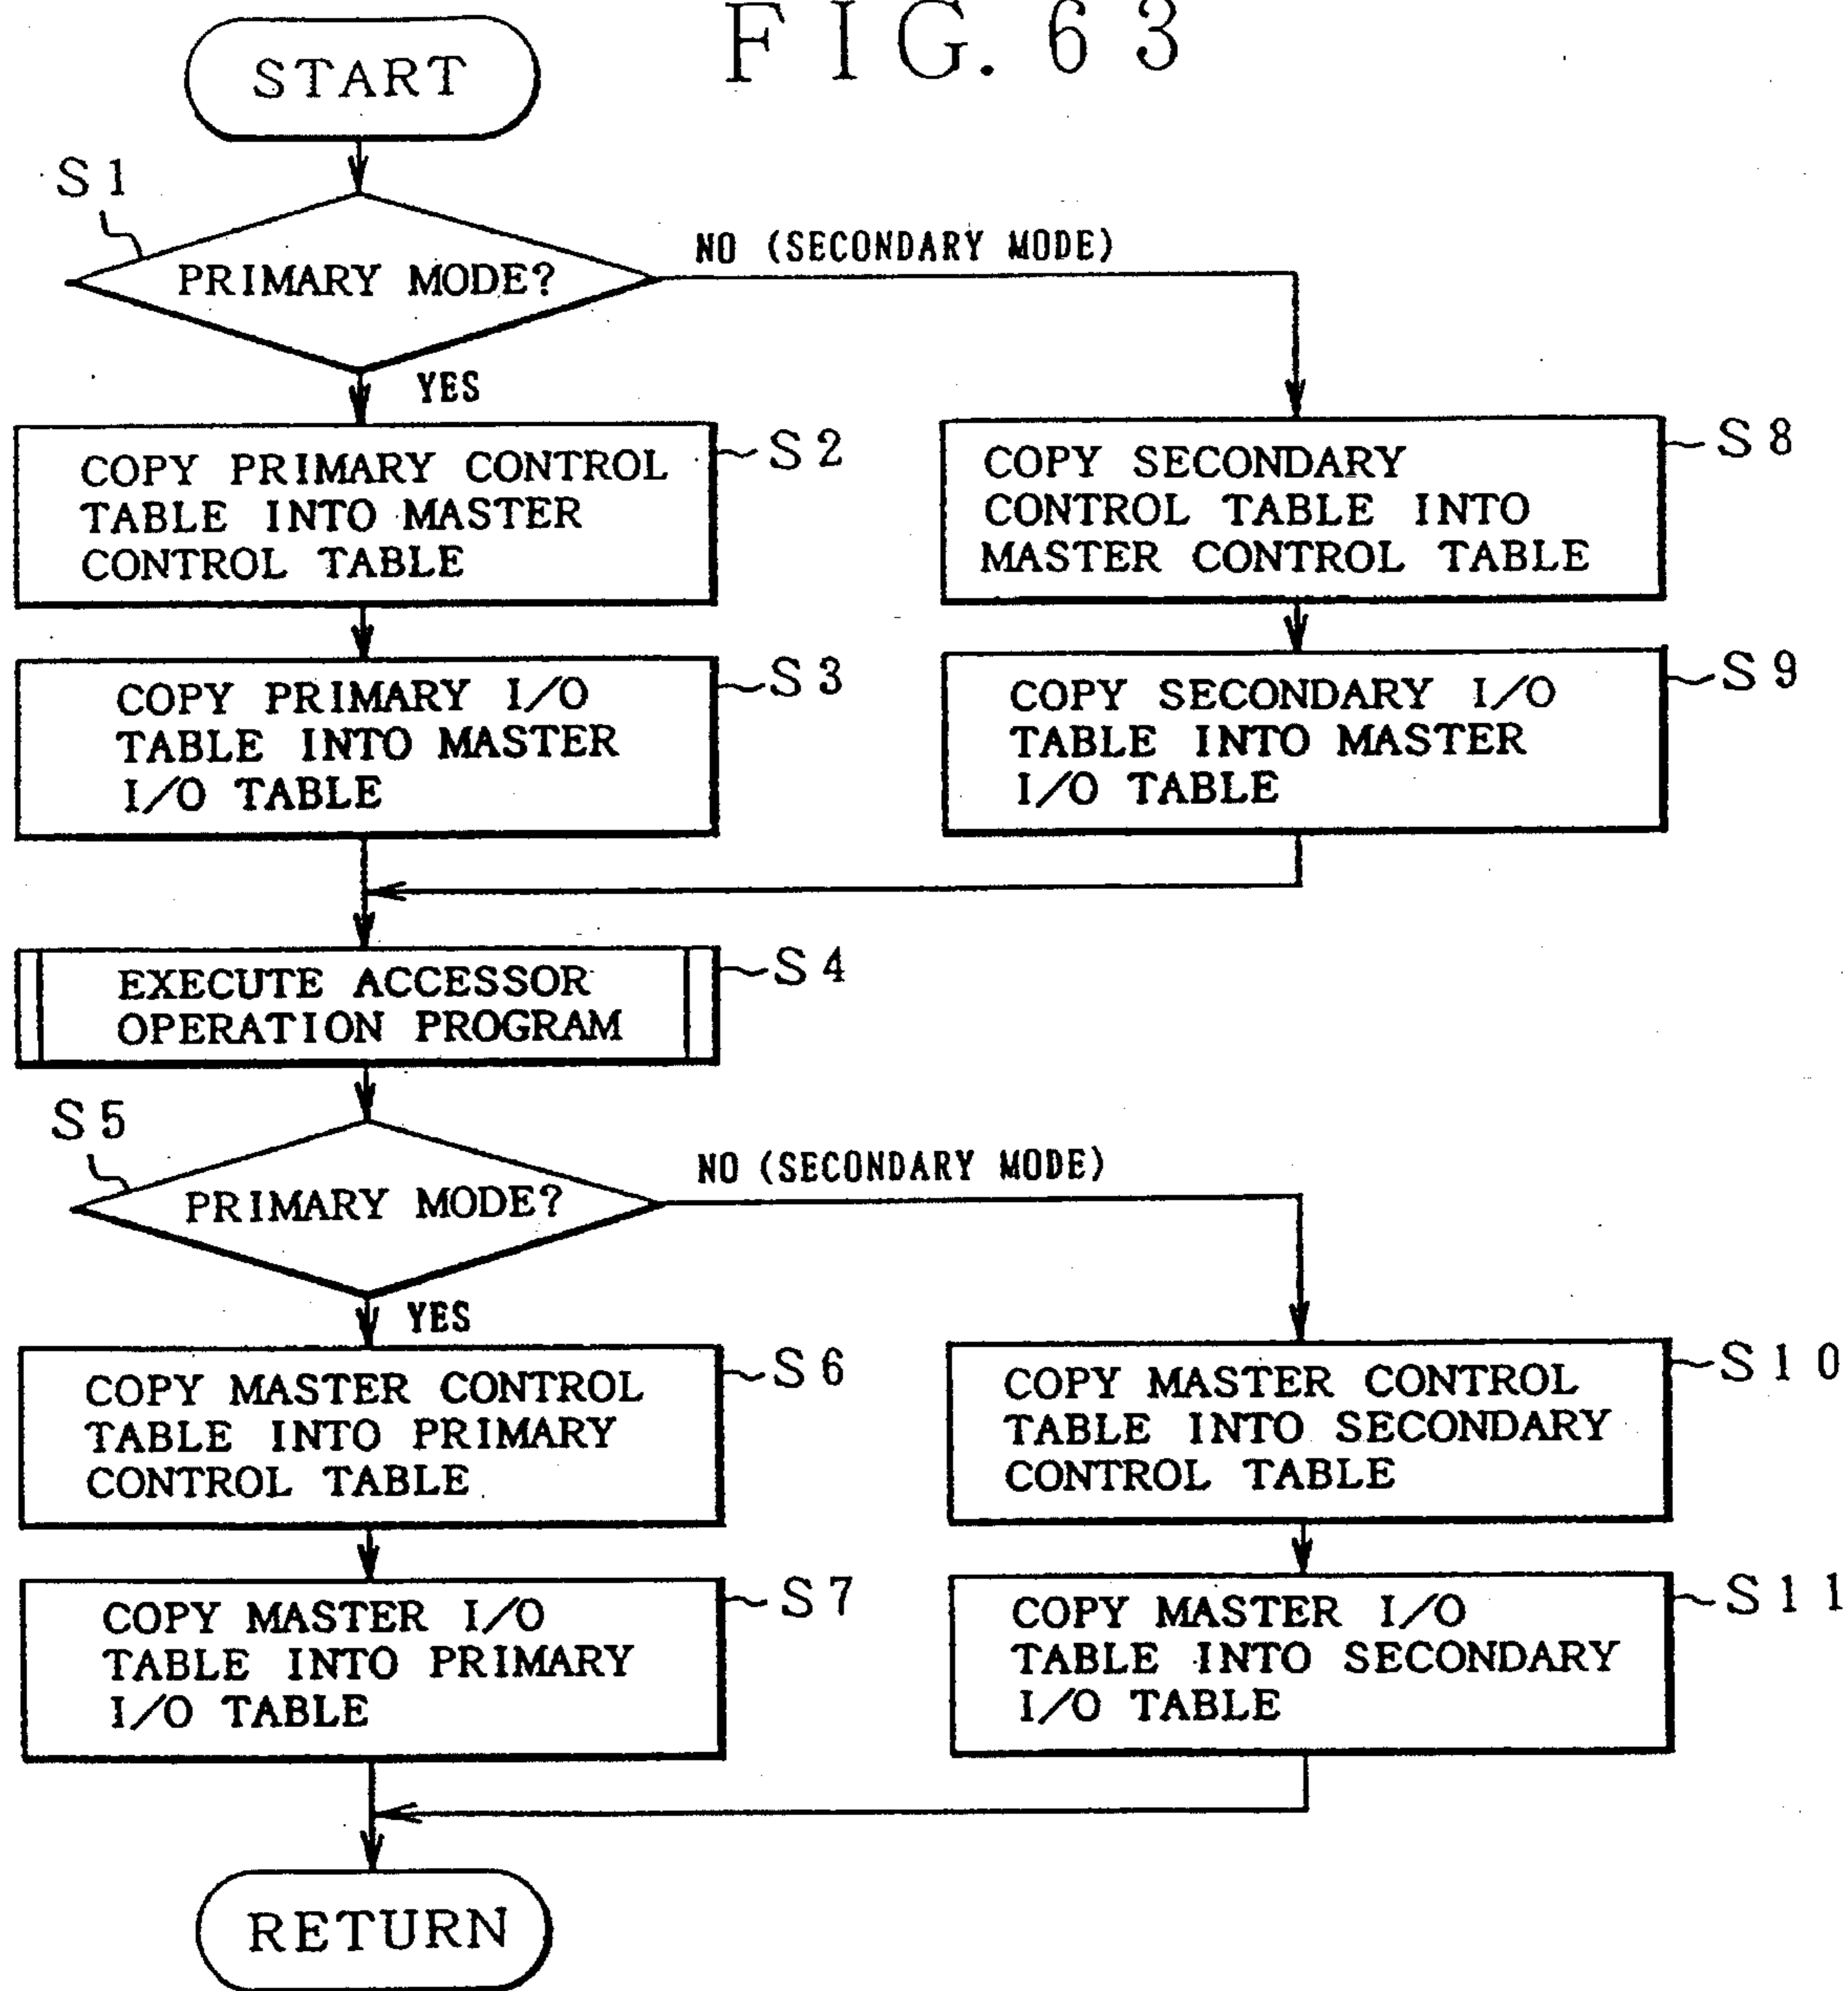 FIG. 63
START
S1
PRIMARY MODE?
NO (SECONDARY MODE)
YES
COPY PRIMARY CONTROL
TABLE INTO MASTER
CONTROL TABLE
S2
COPY SECONDARY
CONTROL TABLE INTO
MASTER CONTROL TABLE
S8
COPY PRIMARY I/O
TABLE INTO MASTER
I/O TABLE
S3
COPY SECONDARY I/O
TABLE INTO MASTER
I/O TABLE
S9
EXECUTE ACCESSOR
OPERATION PROGRAM
S4
S5
PRIMARY MODE?
NO (SECONDARY MODE)
YES
COPY MASTER CONTROL
TABLE INTO PRIMARY
CONTROL TABLE
S6
COPY MASTER CONTROL
TABLE INTO SECONDARY
CONTROL TABLE
S10
COPY MASTER I/O
TABLE INTO PRIMARY
I/O TABLE
S7
COPY MASTER I/O
TABLE INTO SECONDARY
I/O TABLE
S11
RETURN